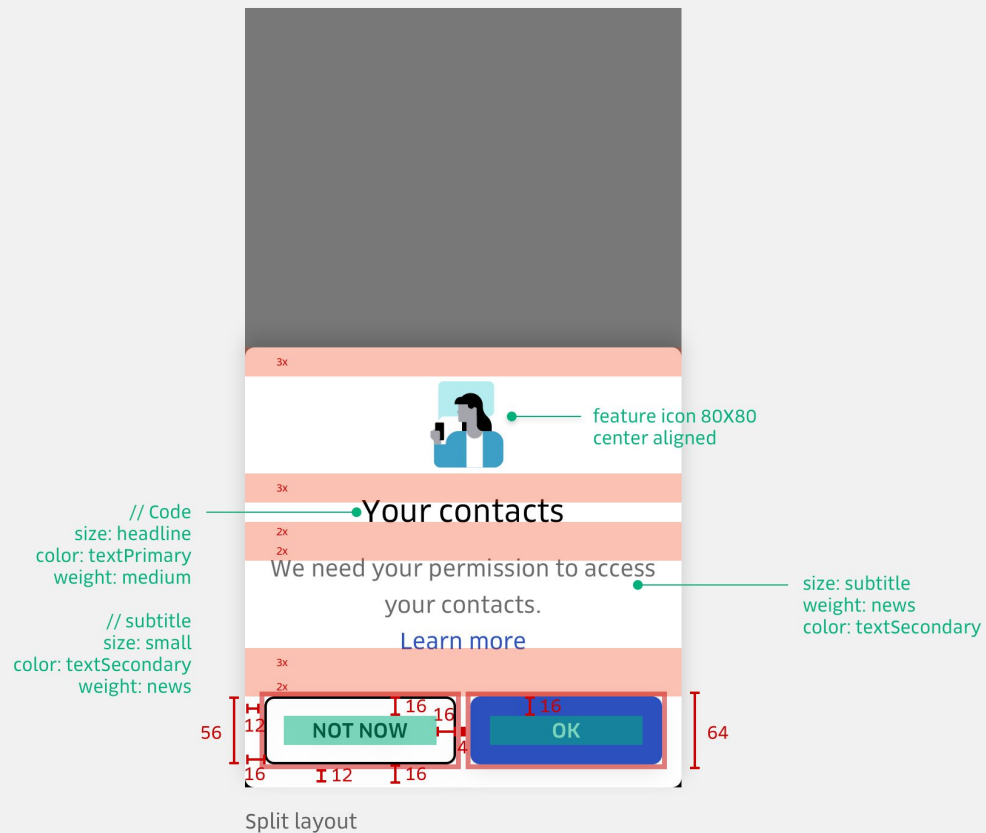 3x
feature icon 80X80
center aligned
3x
// Code
size: headline
color: textPrimary
weight: medium
Your contacts
2x
2x
We need your permission to access
your contacts.
Learn more
size: subtitle
weight: news
color: textSecondary
// subtitle
size: small
color: textSecondary
weight: news
3x
2x
56
12
16
16
16
NOT NOW
OK
4
64
16
12
16
Split layout